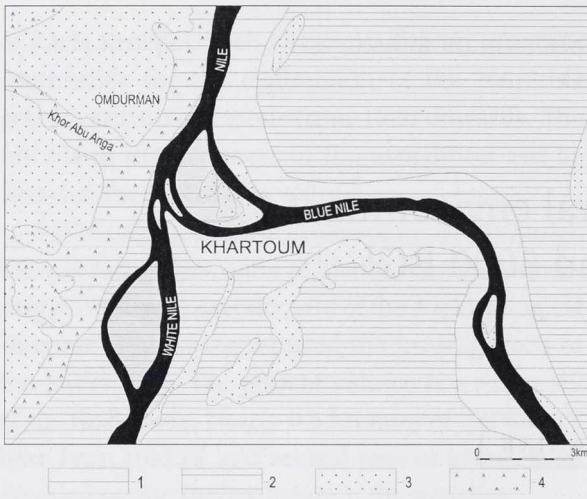 NILE
OMDURMAN
Khor Abu Anga
BLUE NILE
KHARTOUM
WHITE NILE
0 3km
1 2 3 4